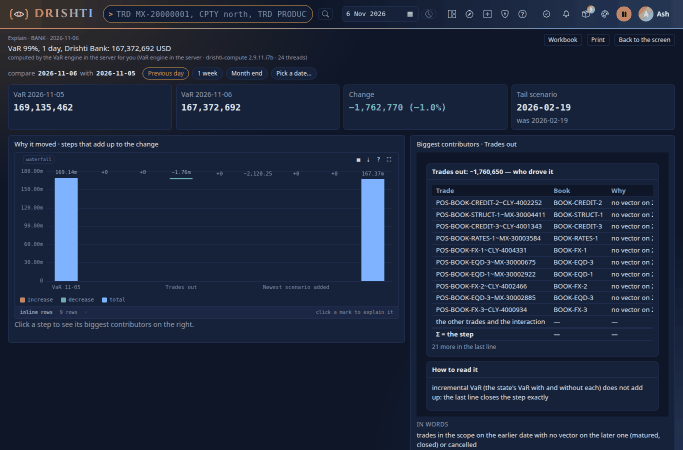 DRISHTI
> TRD MX-20000001, CPTY north, TRD PRODUC
6 Nov 2026
A Ash
Explain · BANK · 2026-11-06
VaR 99%, 1 day, Drishti Bank: 167,372,692 USD
computed by the VaR engine in the server for you (VaR engine in the server · drishti-compute 2.9.11.
Workbook
Print
Back to the screen
compare 2026-11-06 with 2026-11-05
Previous day
1 week
Month end
Pick a date...
VaR 2026-11-05
169,135,462
VaR 2026-11-06
167,372,692
Change
−1,762,770 (−1.0%)
Tail scenario
2026-02-19
was 2026-02-19
Why it moved · steps that add up to the change
waterfall
180.00m
150.00m
120.00m
90.00m
60.00m
30.00m
0
169.14m
+0
+0
−1.76m
+0
−2,120.25
+0
+0
167.37m
VaR 11-05
Trades out
Newest scenario added
increase
decrease
total
inline rows
9 rows
click a mark to explain it
Click a step to see its biggest contributors on the right.
Biggest contributors · Trades out
Trades out: −1,760,650 — who drove it
Trade Book Why
POS-BOOK-CREDIT-2~CLY-4002252 BOOK-CREDIT-2 no vector on
POS-BOOK-STRUCT-1~MX-30004411 BOOK-STRUCT-1 no vector on
POS-BOOK-CREDIT-3~CLY-4001343 BOOK-CREDIT-3 no vector on
POS-BOOK-RATES-1~MX-30003584 BOOK-RATES-1 no vector on
POS-BOOK-FX-1~CLY-4004331 BOOK-FX-1 no vector on
POS-BOOK-EQD-3~MX-30000675 BOOK-EQD-3 no vector on
POS-BOOK-EQD-1~MX-30002922 BOOK-EQD-1 no vector on
POS-BOOK-FX-2~CLY-4002466 BOOK-FX-2 no vector on
POS-BOOK-EQD-3~MX-30002885 BOOK-EQD-3 no vector on
POS-BOOK-FX-3~CLY-4000934 BOOK-FX-3 no vector on
the other trades and the interaction — —
Σ = the step — —
21 more in the last line
How to read it
incremental VaR (the state's VaR with and without each) does not add
up: the last line closes the step exactly
IN WORDS
trades in the scope on the earlier date with no vector on the later one (matured,
closed) or cancelled